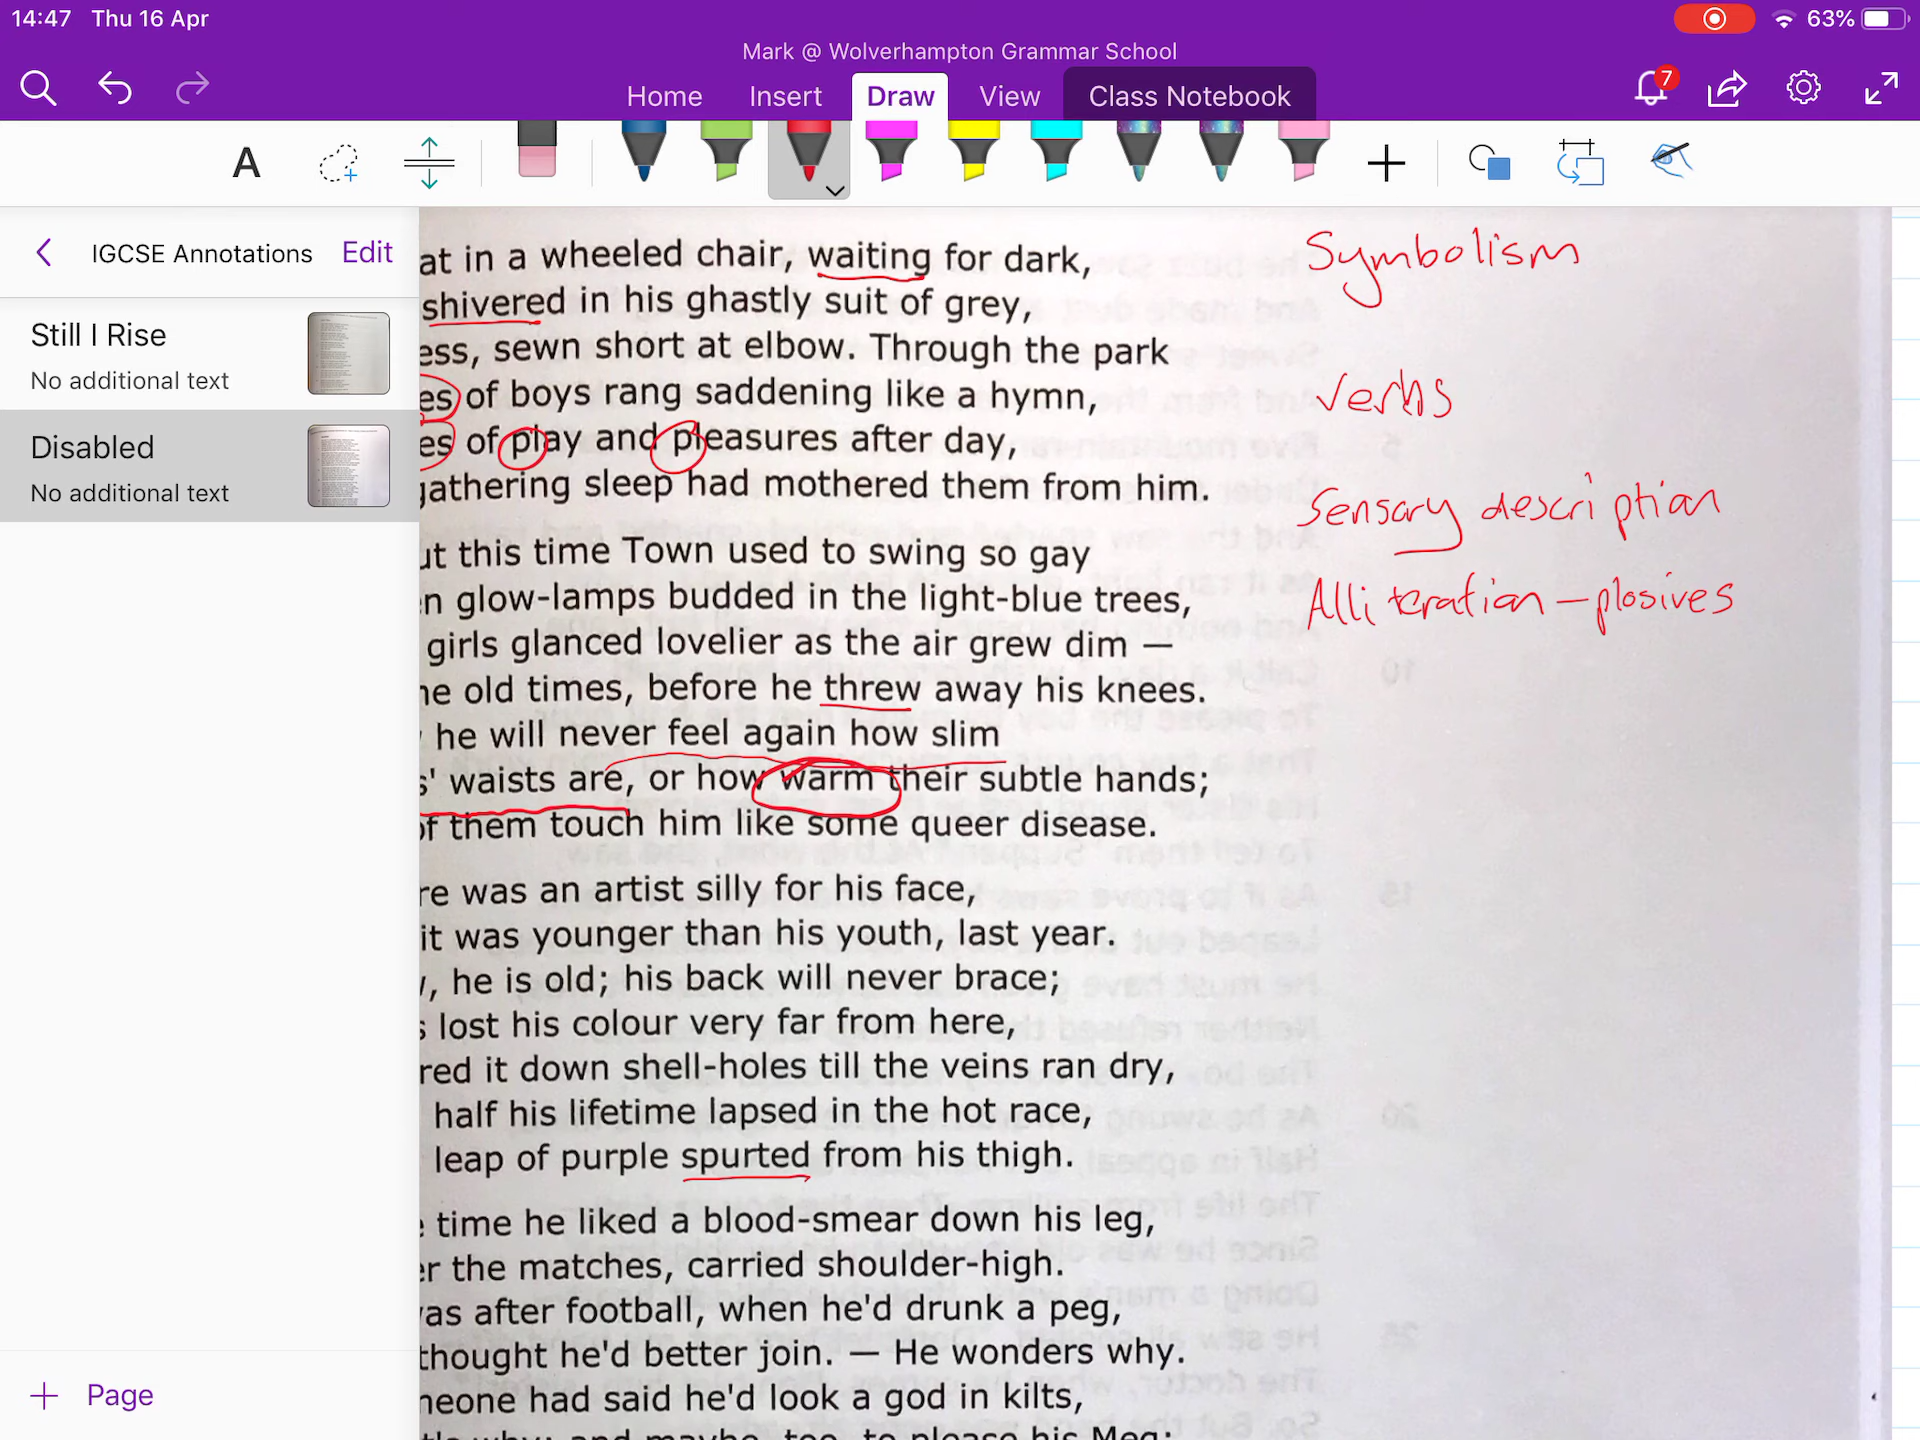 14:47 Thu 16 Apr
63%
Mark @ Wolverhampton Grammar School
Home Insert Draw View Class Notebook
7
A
IGCSE Annotations Edit
Still I Rise
No additional text
Disabled
No additional text
Page
at in a wheeled chair, waiting for dark,
shivered in his ghastly suit of grey,
ess, sewn short at elbow. Through the park
es of boys rang saddening like a hymn,
es of play and pleasures after day,
gathering sleep had mothered them from him.
ut this time Town used to swing so gay
n glow-lamps budded in the light-blue trees,
girls glanced lovelier as the air grew dim —
he old times, before he threw away his knees.
he will never feel again how slim
s' waists are, or how warm their subtle hands;
of them touch him like some queer disease.
re was an artist silly for his face,
it was younger than his youth, last year.
, he is old; his back will never brace;
s lost his colour very far from here,
red it down shell-holes till the veins ran dry,
half his lifetime lapsed in the hot race,
leap of purple spurted from his thigh.
e time he liked a blood-smear down his leg,
er the matches, carried shoulder-high.
as after football, when he'd drunk a peg,
thought he'd better join. — He wonders why.
neone had said he'd look a god in kilts,
t's why; and maybe, too, to please his Meg;
Symbolism
Verbs
Sensory description
Alliteration – plosives